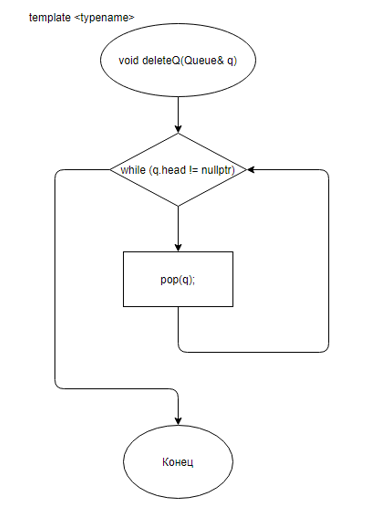 template <typename>
void deleteQ(Queue& q)
while (q.head != nullptr)
pop(q);
Конец